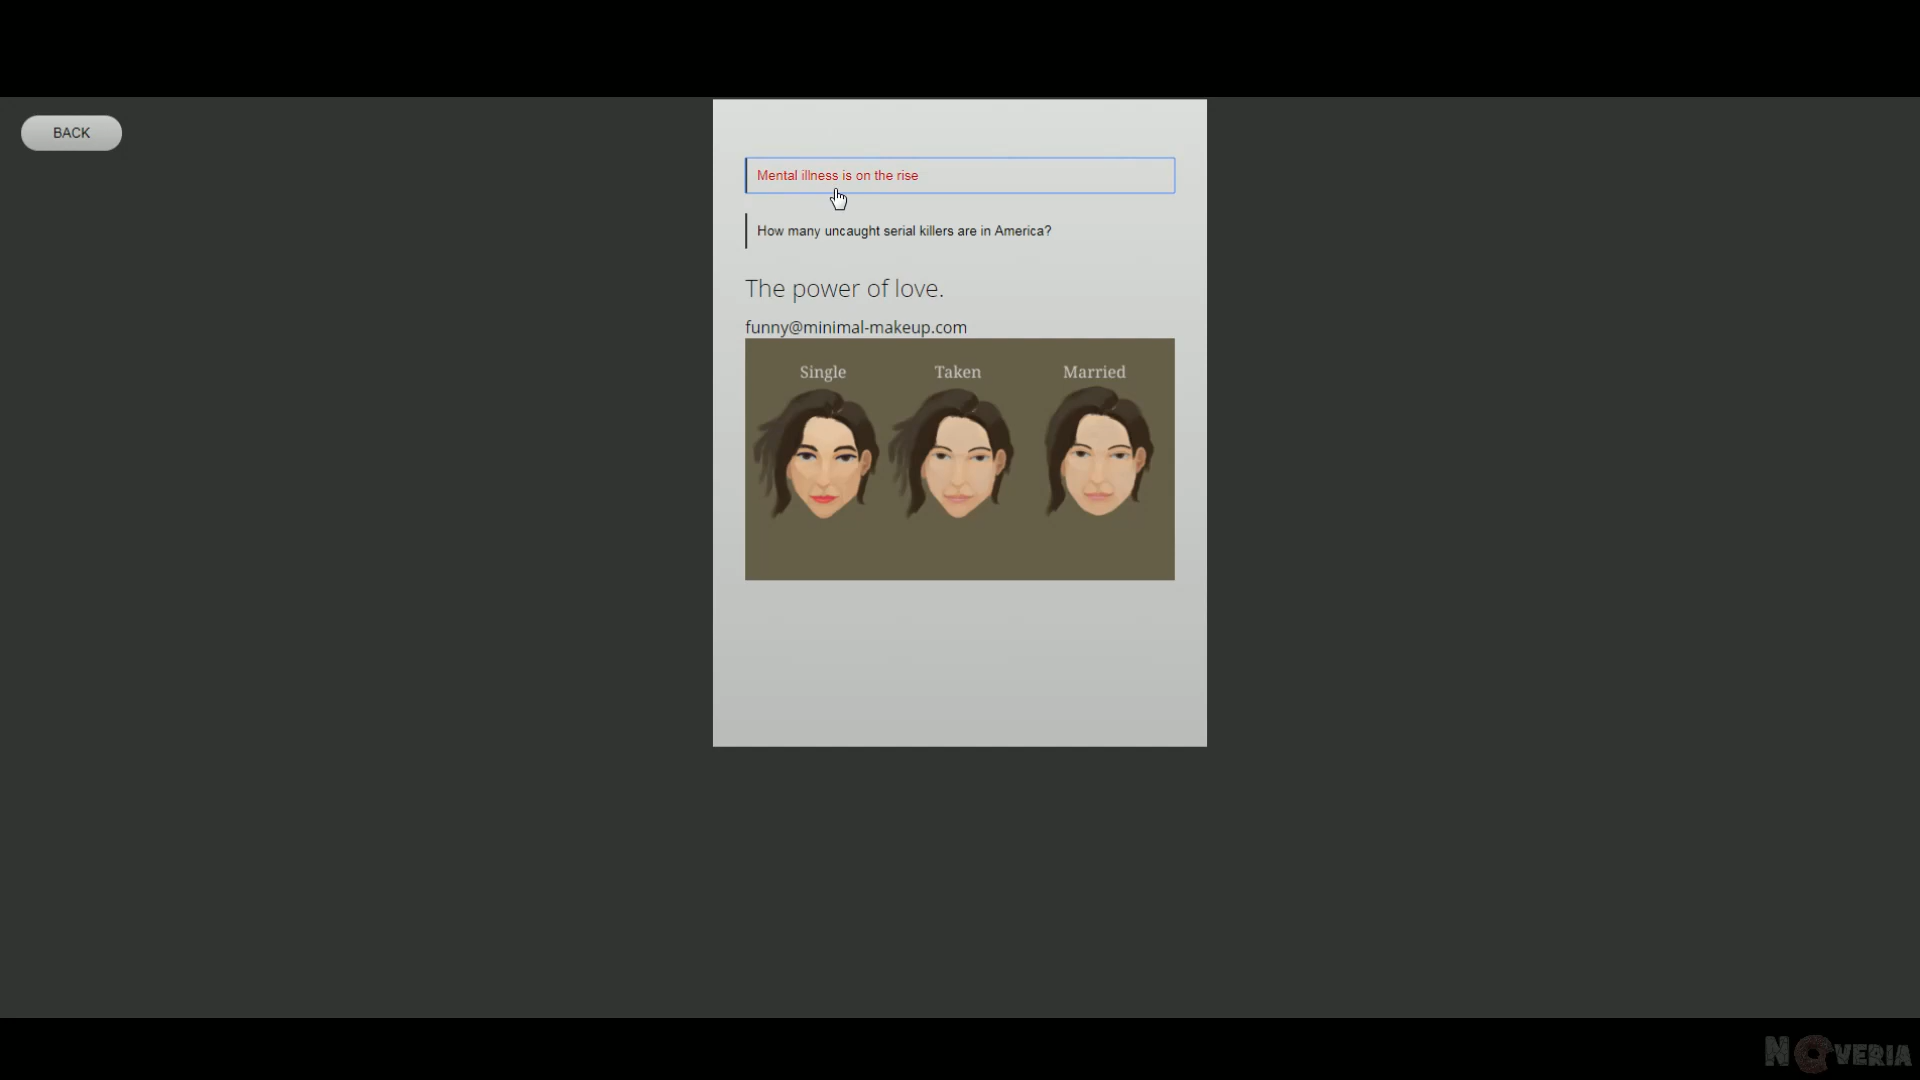 BACK
Mental illness is on the rise
How many uncaught serial killers are in America?
The power of love.
funny@minimal-makeup.com
Single Taken Married
NOVERIA